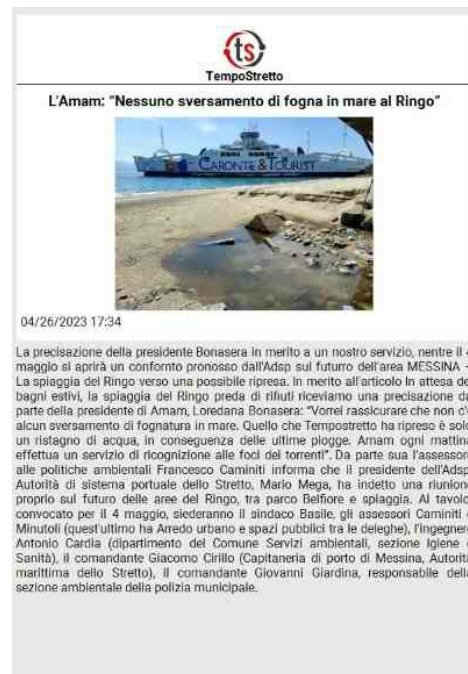 ts
TempoStretto
L'Amam: "Nessuno sversamento di fogna in mare al Ringo"
CARONTE & TOURIST
04/26/2023 17:34
La precisazione della presidente Bonasera in merito a un nostro servizio, nentre il 4
maggio si aprirà un confornto pronosso dall'Adsp sul futurro dell'area MESSINA –
La spiaggia del Ringo verso una possibile ripresa. In merito all'articolo In attesa dei
bagni estivi, la spiaggia del Ringo preda di rifiuti riceviamo una precisazione da
parte della presidente di Amam, Loredana Bonasera: "Vorrei rassicurare che non c'è
alcun sversamento di fognatura in mare. Quello che Tempostretto ha ripreso è solo
un ristagno di acqua, in conseguenza delle ultime piogge. Amam ogni mattina
effettua un servizio di ricognizione alle foci dei torrenti". Da parte sua l'assessore
alle politiche ambientali Francesco Caminiti informa che il presidente dell'Adsp,
Autorità di sistema portuale dello Stretto, Mario Mega, ha indetto una riunione
proprio sul futuro delle aree del Ringo, tra parco Belfiore e spiaggia. Al tavolo,
convocato per il 4 maggio, siederanno il sindaco Basile, gli assessori Caminiti e
Minutoli (quest'ultimo ha Arredo urbano e spazi pubblici tra le deleghe), l'ingegnere
Antonio Cardia (dipartimento del Comune Servizi ambientali, sezione Igiene e
Sanità), il comandante Giacomo Cirillo (Capitaneria di porto di Messina, Autorità
marittima dello Stretto), il comandante Giovanni Giardina, responsabile della
sezione ambientale della polizia municipale.